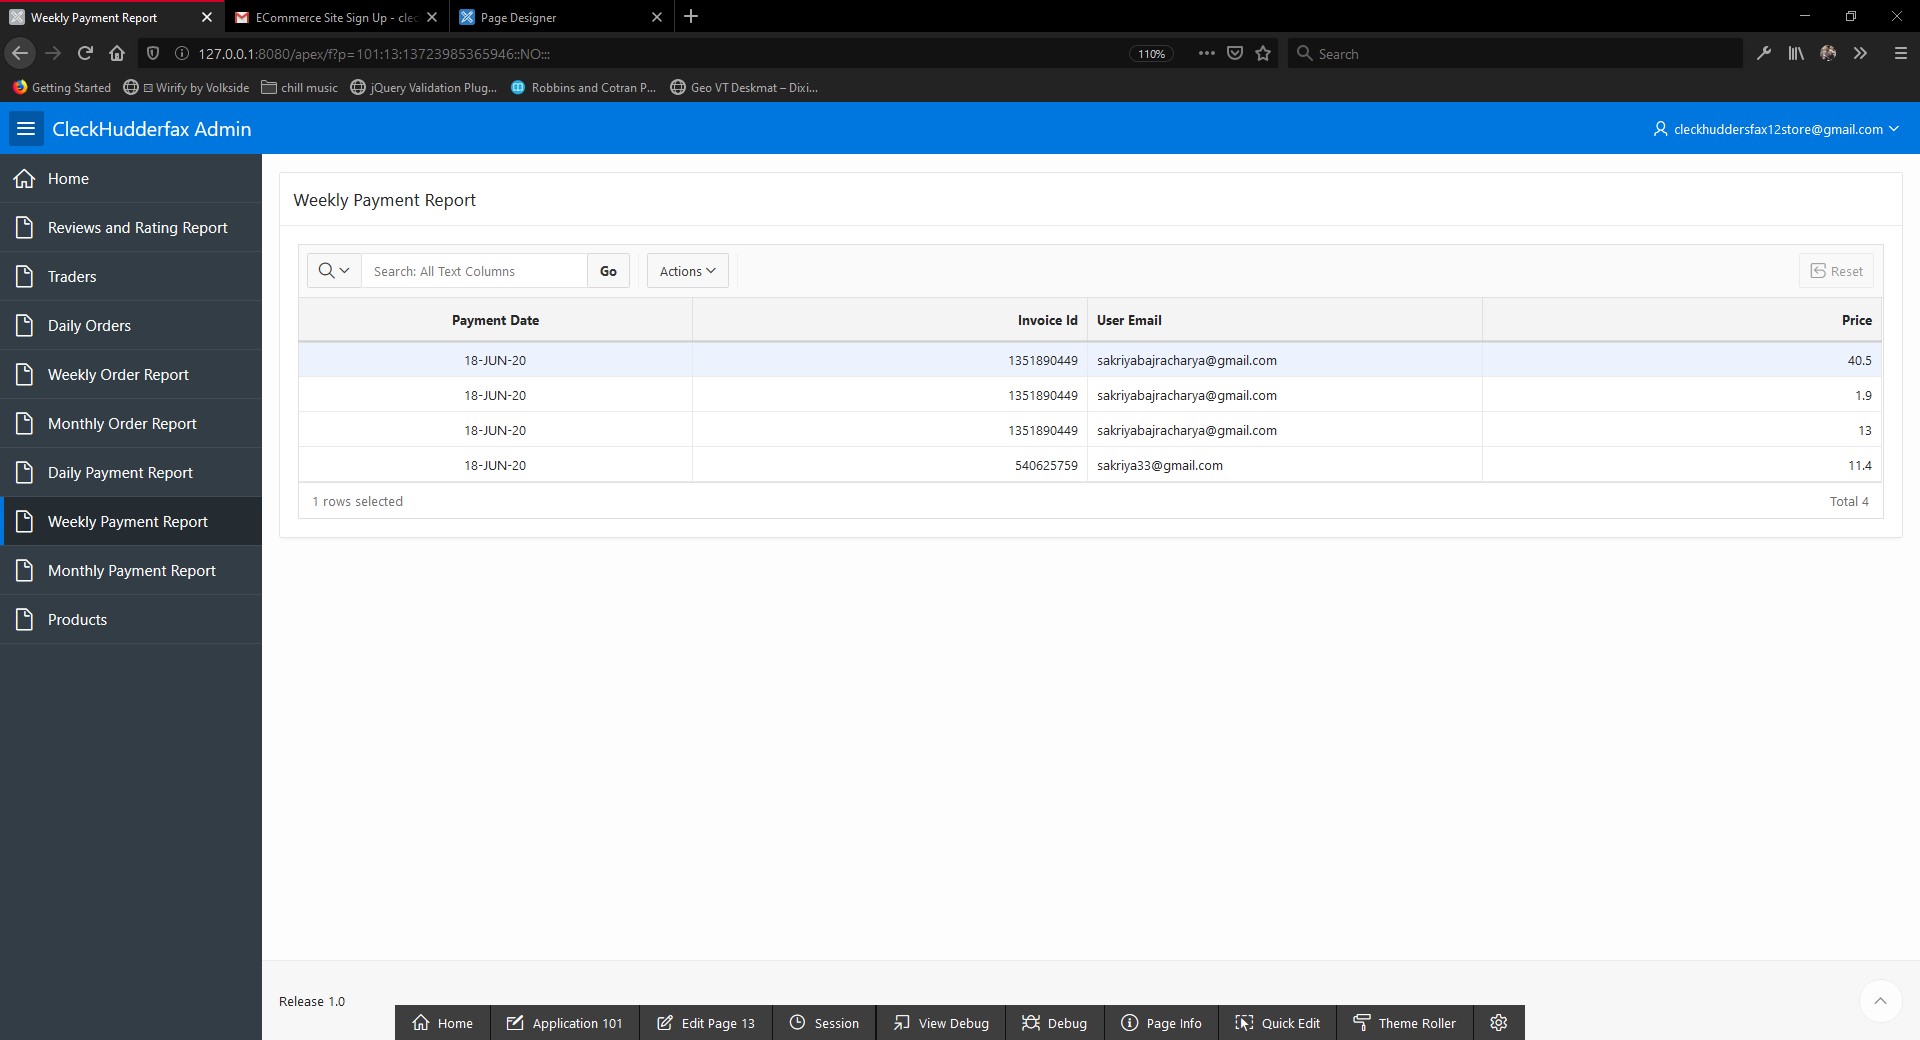 Weekly Payment Report
ECommerce Site Sign Up - clec
Page Designer
127.0.0.1:8080/apex/f?p=101:13:13723985365946::NO:::
110%
Search
Getting Started
Wirify by Volkside
chill music
jQuery Validation Plug...
Robbins and Cotran P...
Geo VT Deskmat – Dixi...
CleckHudderfax Admin
cleckhuddersfax12store@gmail.com
Home
Reviews and Rating Report
Traders
Daily Orders
Weekly Order Report
Monthly Order Report
Daily Payment Report
Weekly Payment Report
Monthly Payment Report
Products
Weekly Payment Report
Search: All Text Columns
Go
Actions
Reset
Payment Date Invoice Id User Email Price
18-JUN-20 1351890449 sakriyabajracharya@gmail.com 40.5
18-JUN-20 1351890449 sakriyabajracharya@gmail.com 1.9
18-JUN-20 1351890449 sakriyabajracharya@gmail.com 13
18-JUN-20 540625759 sakriya33@gmail.com 11.4
1 rows selected Total 4
Release 1.0
Home Application 101 Edit Page 13 Session View Debug Debug Page Info Quick Edit Theme Roller